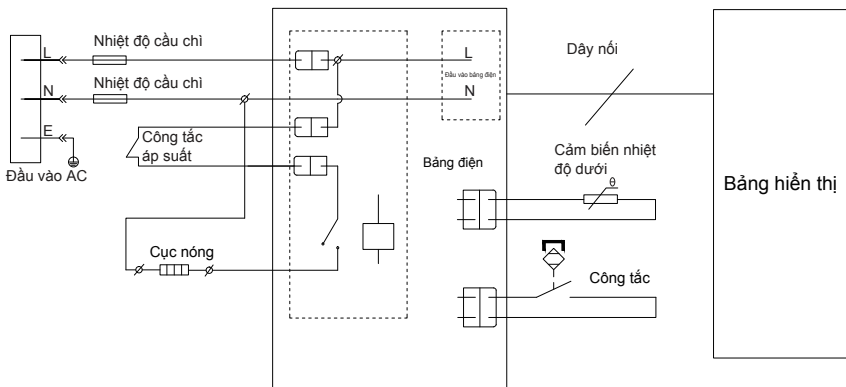 L
Nhiệt độ cầu chì
N
Nhiệt độ cầu chì
E
Đầu vào AC
Công tắc
áp suất
Cục nóng
L
Đầu vào bảng điện
N
Bảng điện
Dây nối
Cảm biến nhiệt
độ dưới
θ
Công tắc
Bảng hiển thị